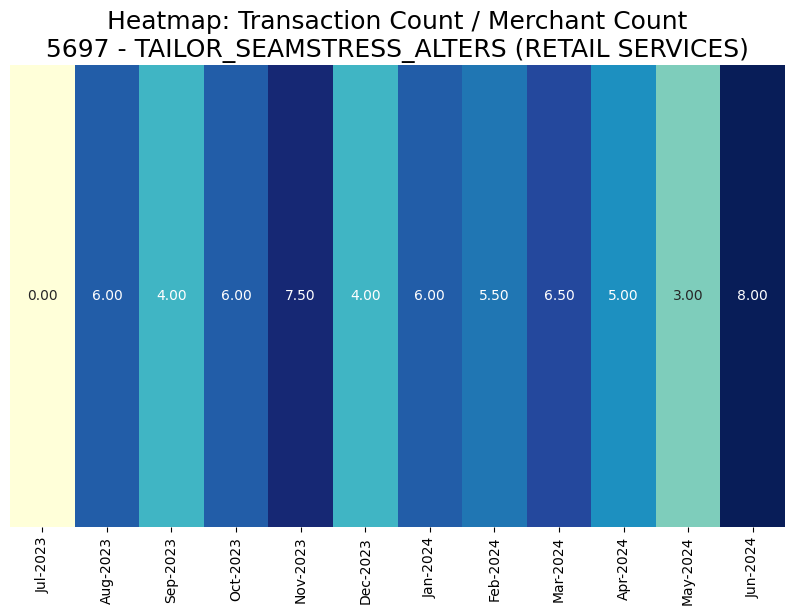 Heatmap: Transaction Count / Merchant Count
5697 - TAILOR_SEAMSTRESS_ALTERS (RETAIL SERVICES)
0.00 6.00 4.00 6.00 7.50 4.00 6.00 5.50 6.50 5.00 3.00 8.00
Jul-2023 Aug-2023 Sep-2023 Oct-2023 Nov-2023 Dec-2023 Jan-2024 Feb-2024 Mar-2024 Apr-2024 May-2024 Jun-2024